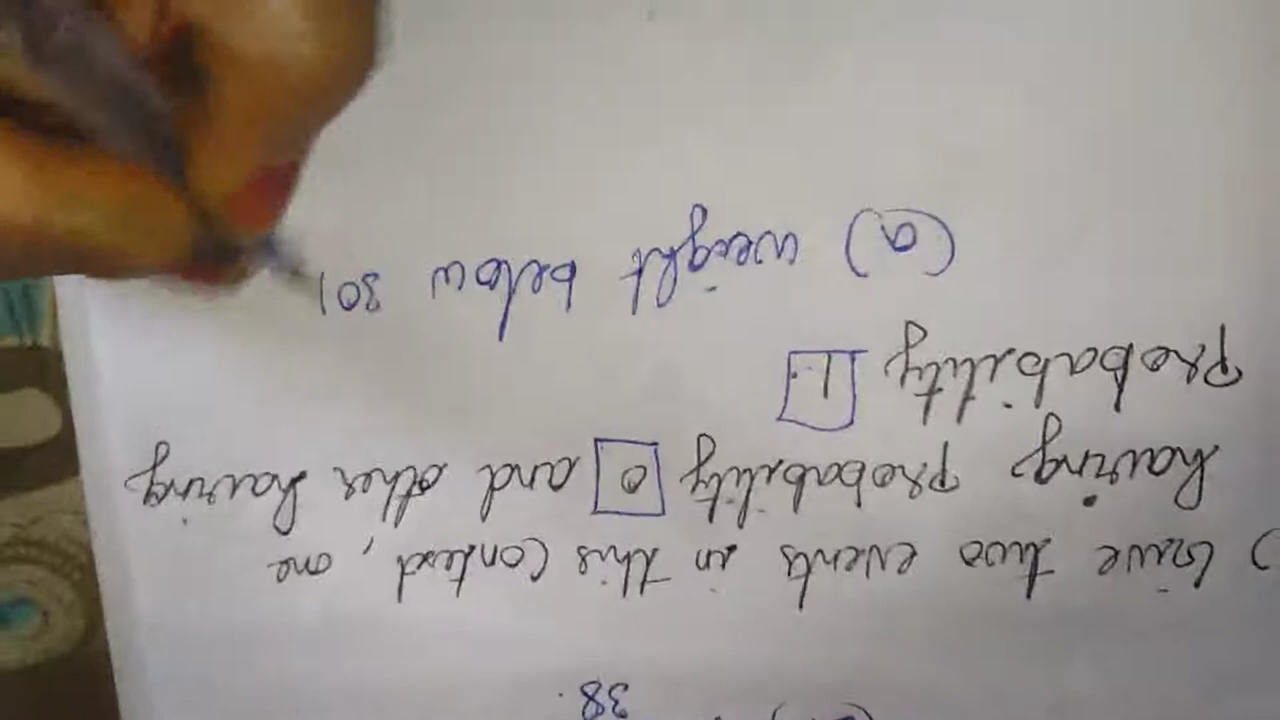 38.
) Give two events in this context, one
having probability 0 and other having
Probability 1.
(a) weight below 30